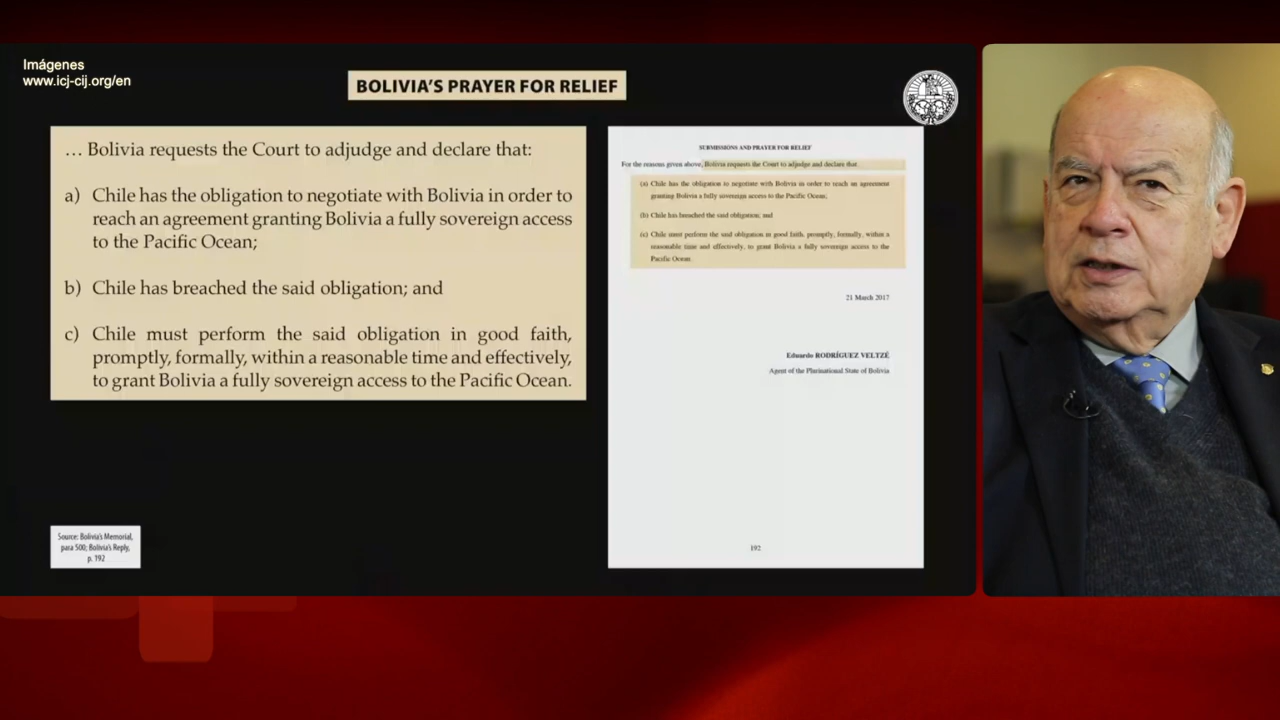 Imágenes
www.icj-cij.org/en
BOLIVIA'S PRAYER FOR RELIEF
… Bolivia requests the Court to adjudge and declare that:
a) Chile has the obligation to negotiate with Bolivia in order to
reach an agreement granting Bolivia a fully sovereign access
to the Pacific Ocean;
b) Chile has breached the said obligation; and
c) Chile must perform the said obligation in good faith,
promptly, formally, within a reasonable time and effectively,
to grant Bolivia a fully sovereign access to the Pacific Ocean.
Source: Bolivia's Memorial,
para 500; Bolivia's Reply,
p. 192
SUBMISSIONS AND PRAYER FOR RELIEF
For the reasons given above, Bolivia requests the Court to adjudge and declare that:
(a) Chile has the obligation to negotiate with Bolivia in order to reach an agreement
granting Bolivia a fully sovereign access to the Pacific Ocean;
(b) Chile has breached the said obligation; and
(c) Chile must perform the said obligation in good faith, promptly, formally, within a
reasonable time and effectively, to grant Bolivia a fully sovereign access to the
Pacific Ocean.
21 March 2017
Eduardo RODRÍGUEZ VELTZÉ
Agent of the Plurinational State of Bolivia
192